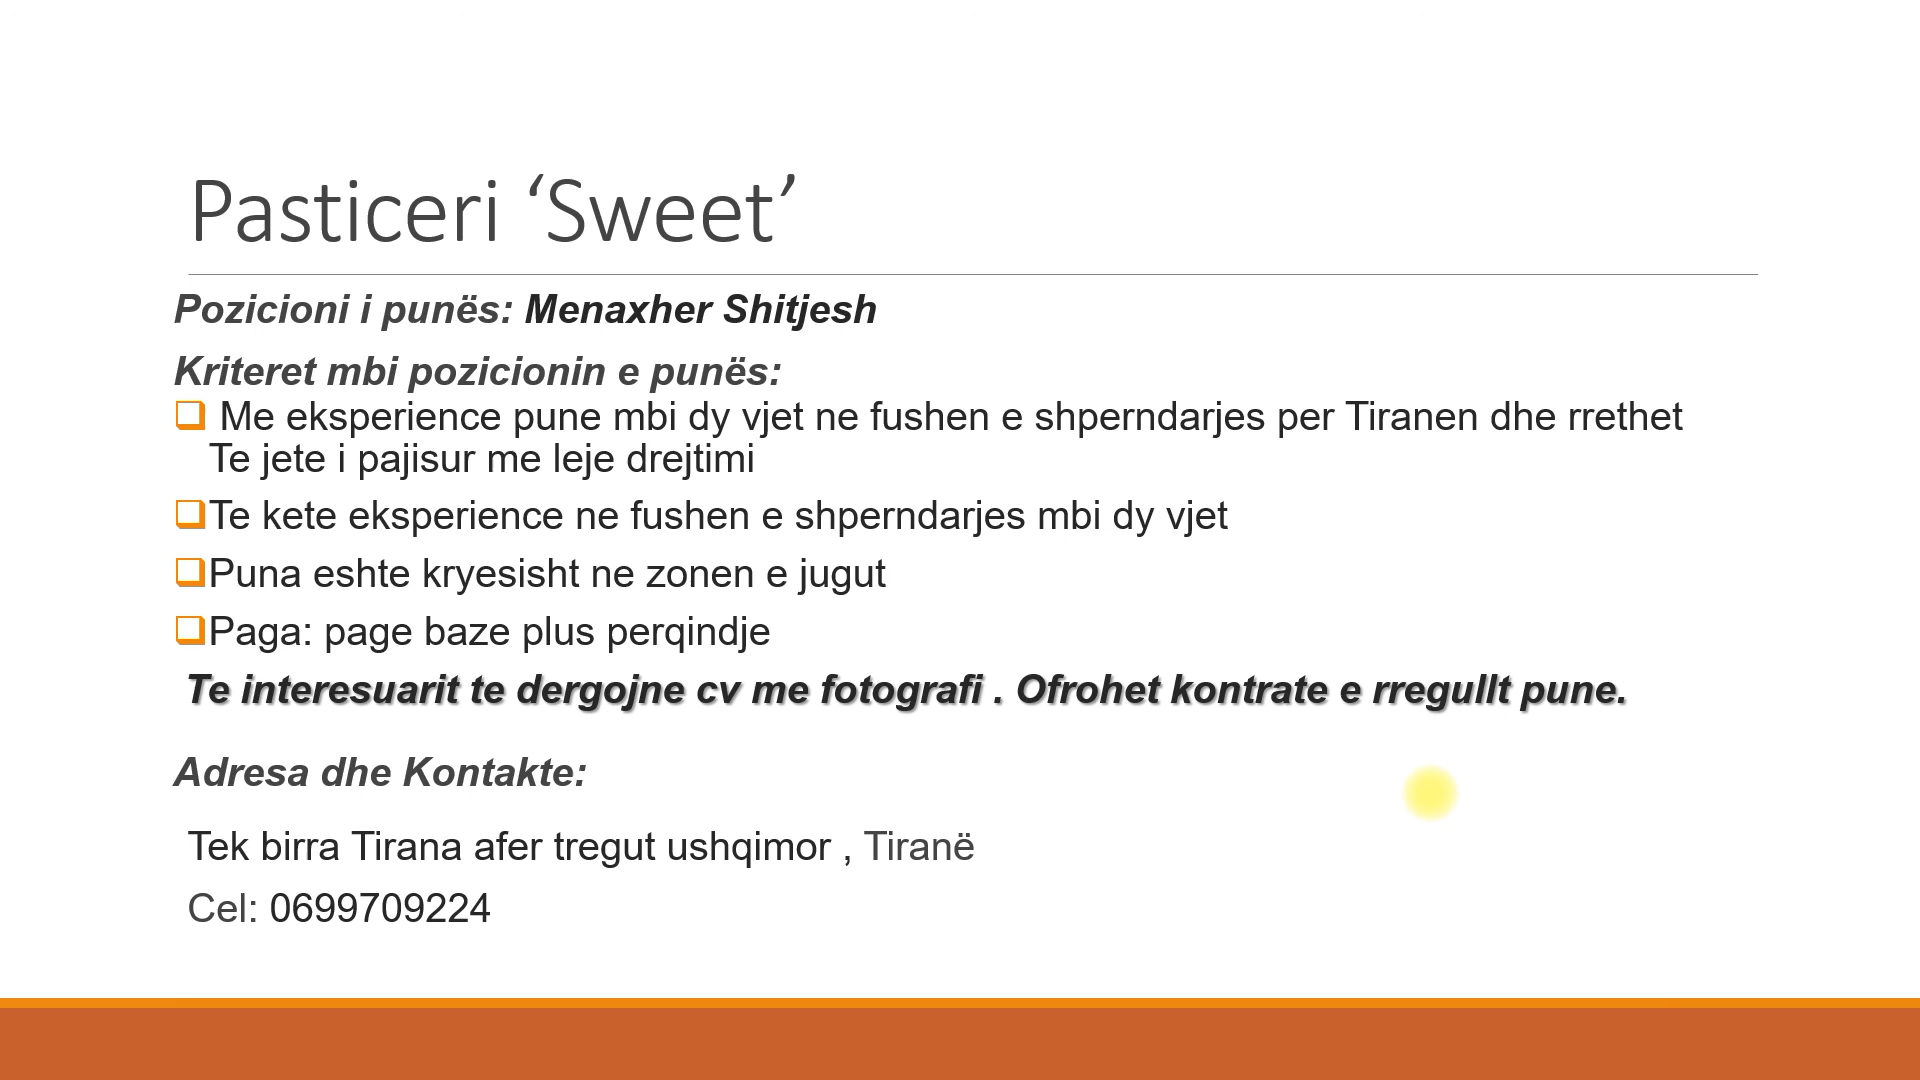 Pasticeri ‘Sweet’
Pozicioni i punës: Menaxher Shitjesh
Kriteret mbi pozicionin e punës:
Me eksperience pune mbi dy vjet ne fushen e shperndarjes per Tiranen dhe rrethet
Te jete i pajisur me leje drejtimi
Te kete eksperience ne fushen e shperndarjes mbi dy vjet
Puna eshte kryesisht ne zonen e jugut
Paga: page baze plus perqindje
Te interesuarit te dergojne cv me fotografi . Ofrohet kontrate e rregullt pune.
Adresa dhe Kontakte:
Tek birra Tirana afer tregut ushqimor , Tiranë
Cel: 0699709224